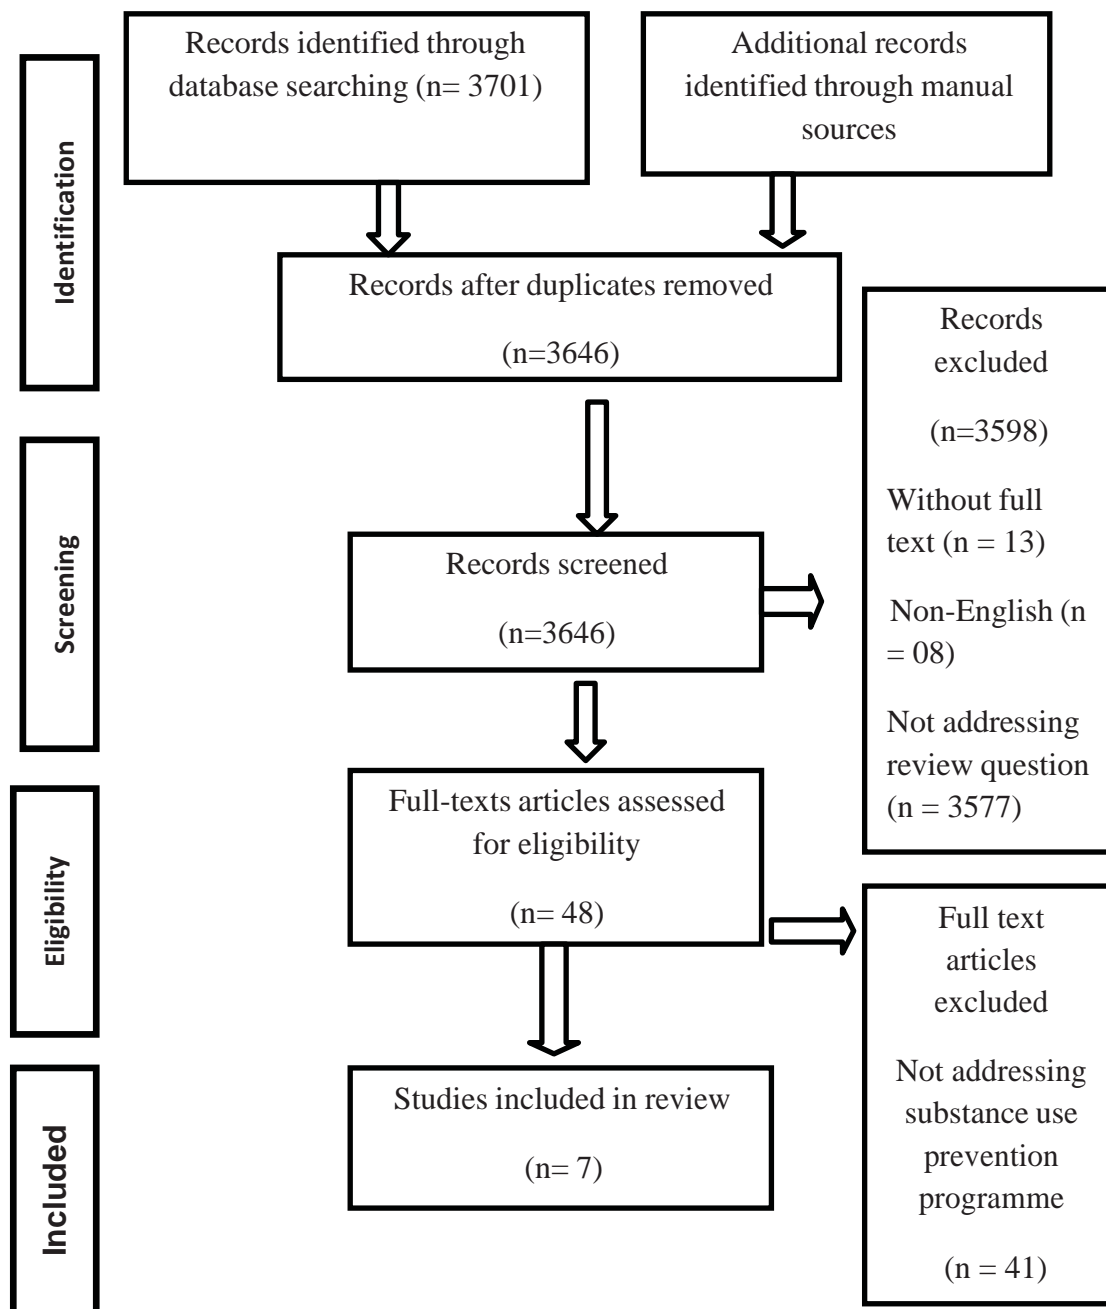 Identification
Records identified through
database searching (n= 3701)
Additional records
identified through manual
sources
Records after duplicates removed
(n=3646)
Records
excluded
(n=3598)
Without full
text (n = 13)
Non-English (n
= 08)
Not addressing
review question
(n = 3577)
Screening
Records screened
(n=3646)
Eligibility
Full-texts articles assessed
for eligibility
(n= 48)
Full text
articles
excluded
Not addressing
substance use
prevention
programme
(n = 41)
Included
Studies included in review
(n= 7)